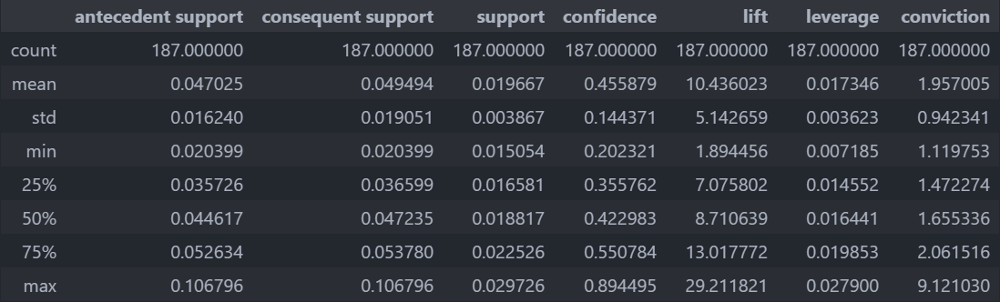 antecedent support consequent support support confidence lift leverage conviction
count 187.000000 187.000000 187.000000 187.000000 187.000000 187.000000 187.000000
mean 0.047025 0.049494 0.019667 0.455879 10.436023 0.017346 1.957005
std 0.016240 0.019051 0.003867 0.144371 5.142659 0.003623 0.942341
min 0.020399 0.020399 0.015054 0.202321 1.894456 0.007185 1.119753
25% 0.035726 0.036599 0.016581 0.355762 7.075802 0.014552 1.472274
50% 0.044617 0.047235 0.018817 0.422983 8.710639 0.016441 1.655336
75% 0.052634 0.053780 0.022526 0.550784 13.017772 0.019853 2.061516
max 0.106796 0.106796 0.029726 0.894495 29.211821 0.027900 9.121030